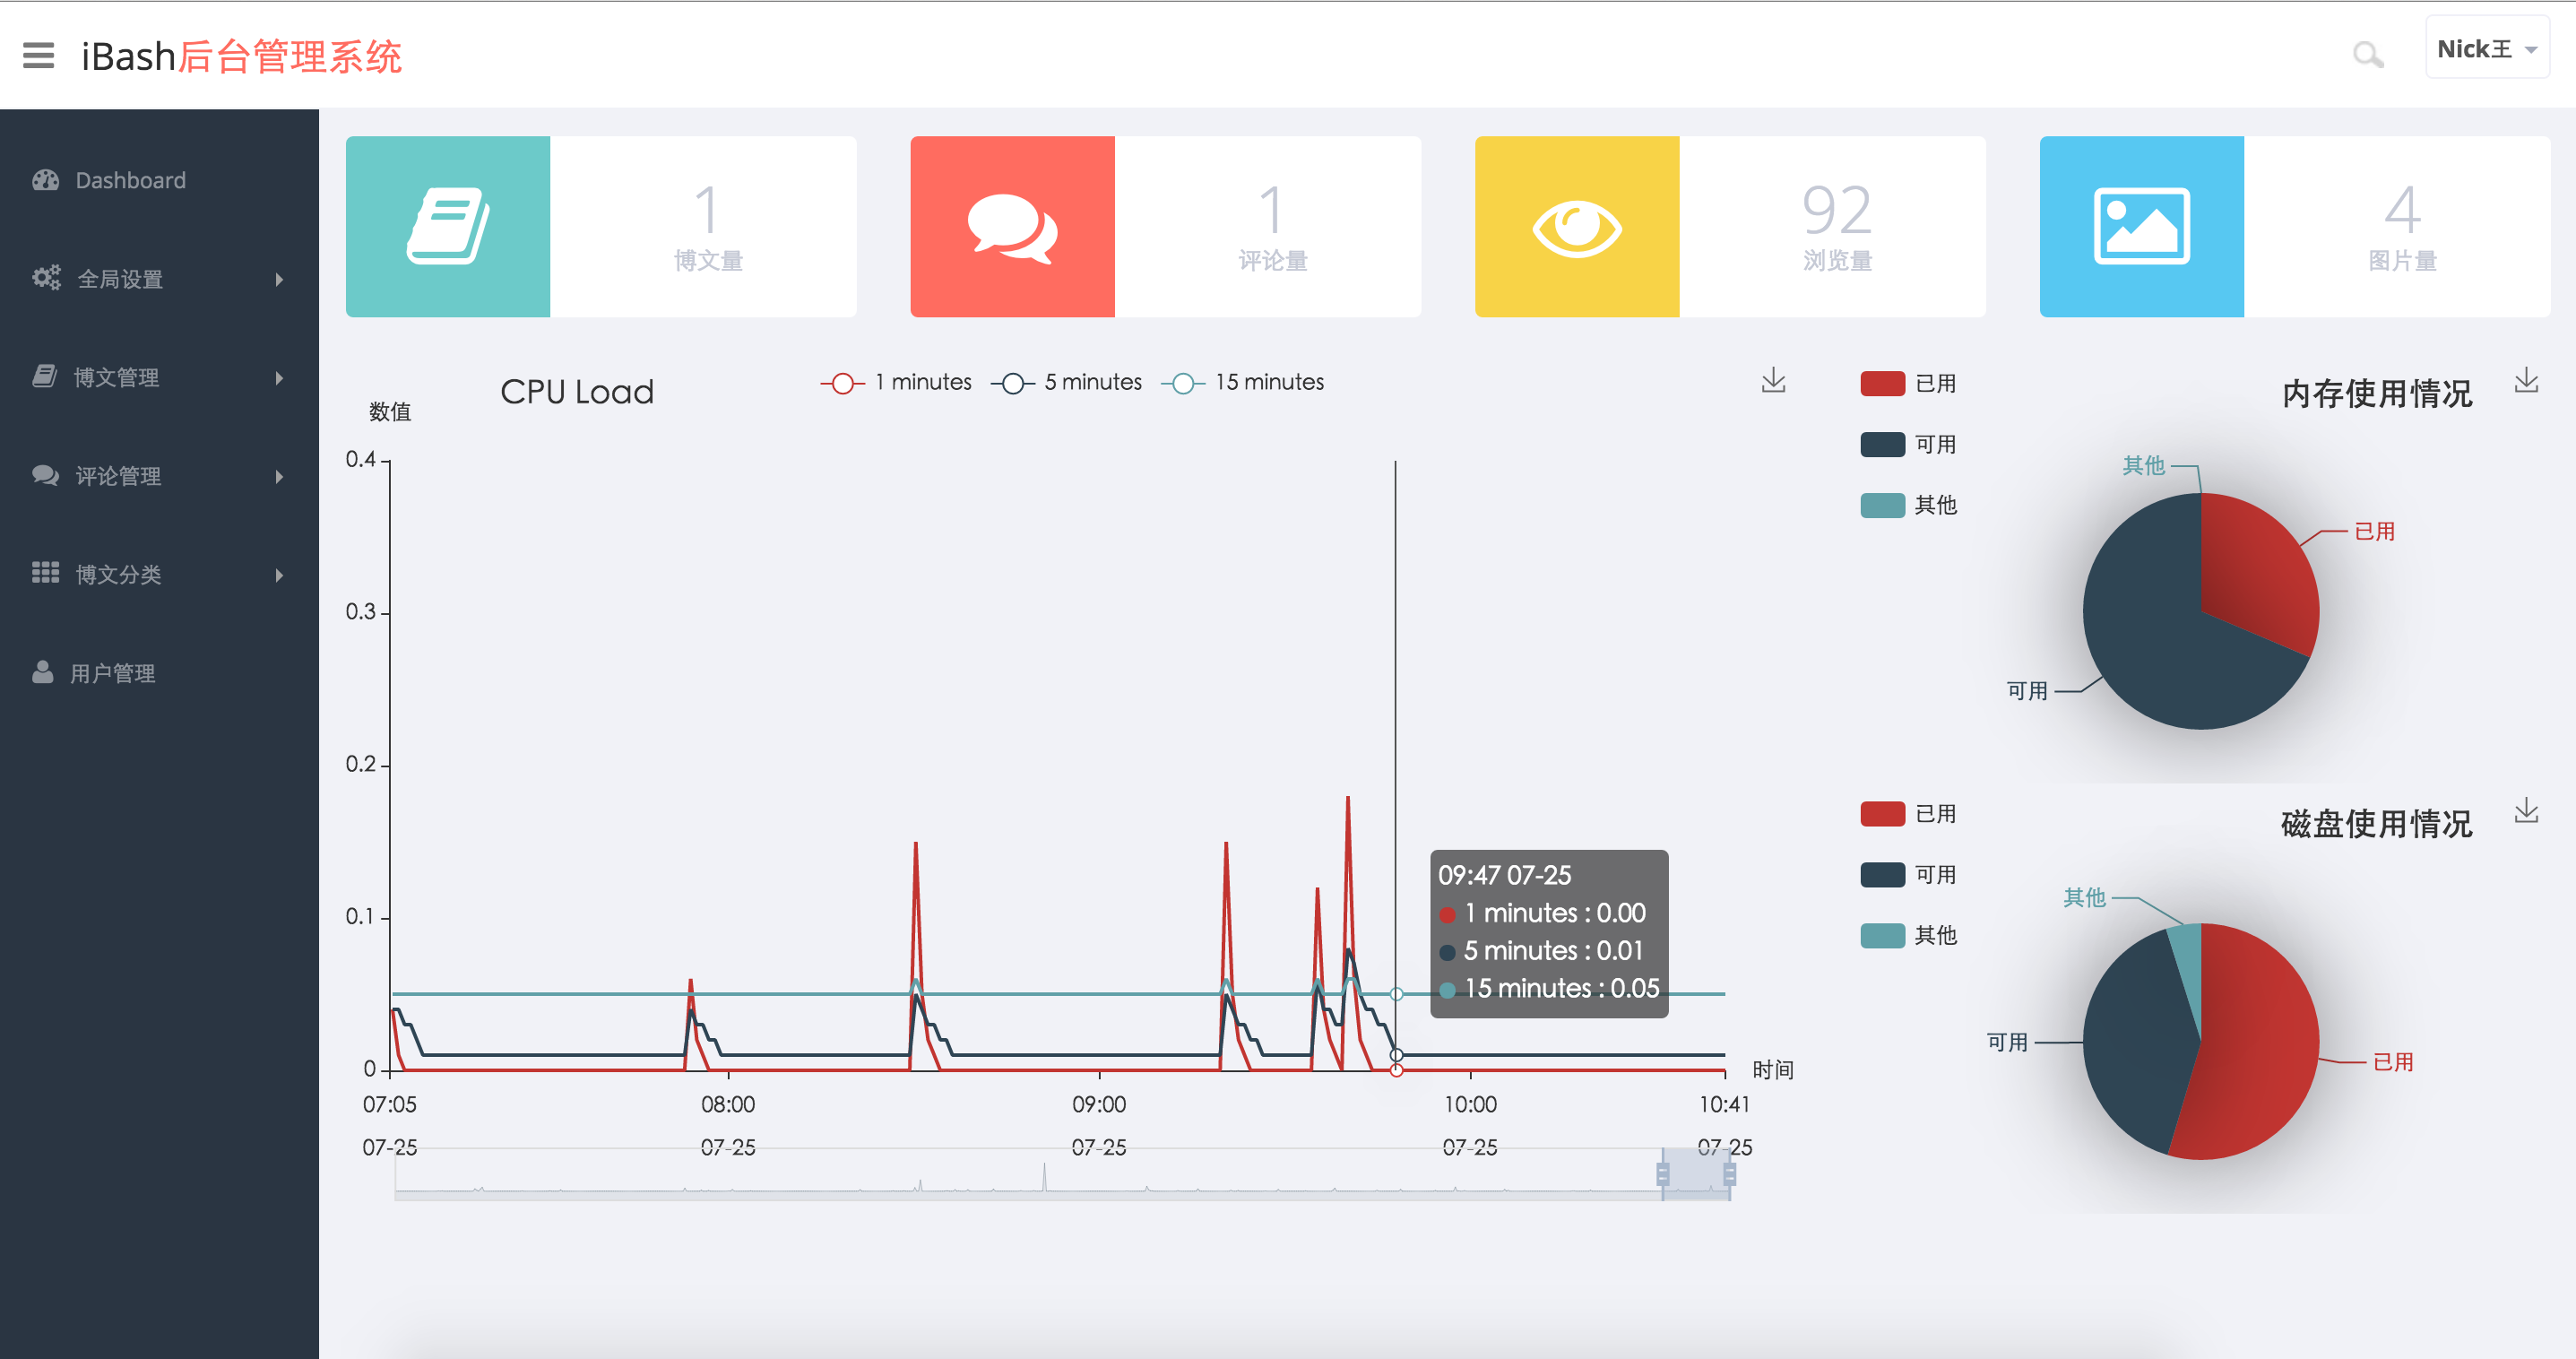 iBash后台管理系统
Nick王
Dashboard
全局设置
博文管理
评论管理
博文分类
用户管理
1
博文量
1
评论量
92
浏览量
4
图片量
CPU Load
1 minutes
5 minutes
15 minutes
数值
0.4
0.3
0.2
0.1
0
07:05
07-25
08:00
07-25
09:00
07-25
10:00
07-25
10:41
07-25
时间
09:47 07-25
1 minutes : 0.00
5 minutes : 0.01
15 minutes : 0.05
已用
可用
其他
内存使用情况
其他
已用
可用
已用
可用
其他
磁盘使用情况
其他
可用
已用